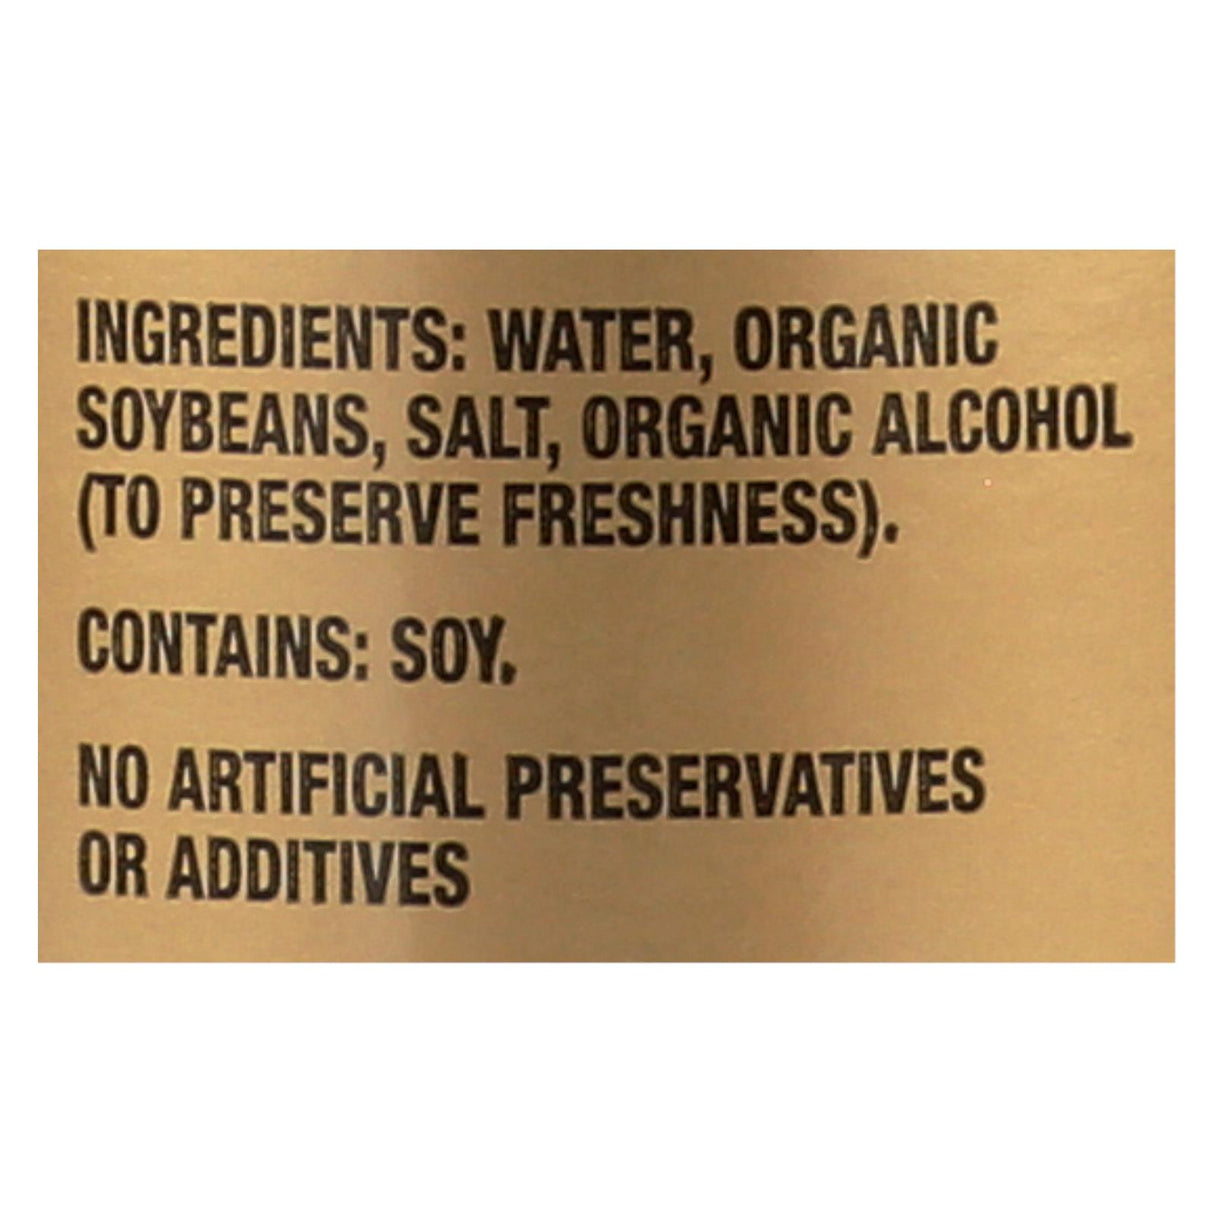 INGREDIENTS: WATER, ORGANIC
SOYBEANS, SALT, ORGANIC ALCOHOL
(TO PRESERVE FRESHNESS).
CONTAINS: SOY.
NO ARTIFICIAL PRESERVATIVES
OR ADDITIVES